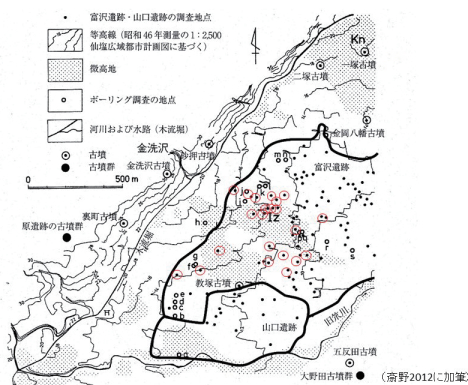 富沢遺跡・山口遺跡の調査地点
等高線（昭和46年測量の1：2,500
仙塩広域都市計画図に基づく）
微高地
ボーリング調査の地点
河川および水路（木流堀）
古墳
古墳群
0
500 m
Kn
一塚古墳
二塚古墳
金岡八幡古墳
富沢遺跡
金洗沢
砂押古墳
金洗沢古墳
裏町古墳
原遺跡の古墳群
木流堀
m
h
j
Tz
h
g
f
r
s
教塚古墳
d
c
b
山口遺跡
旧笊川
五反田古墳
大野田古墳群
（斎野2012に加筆）